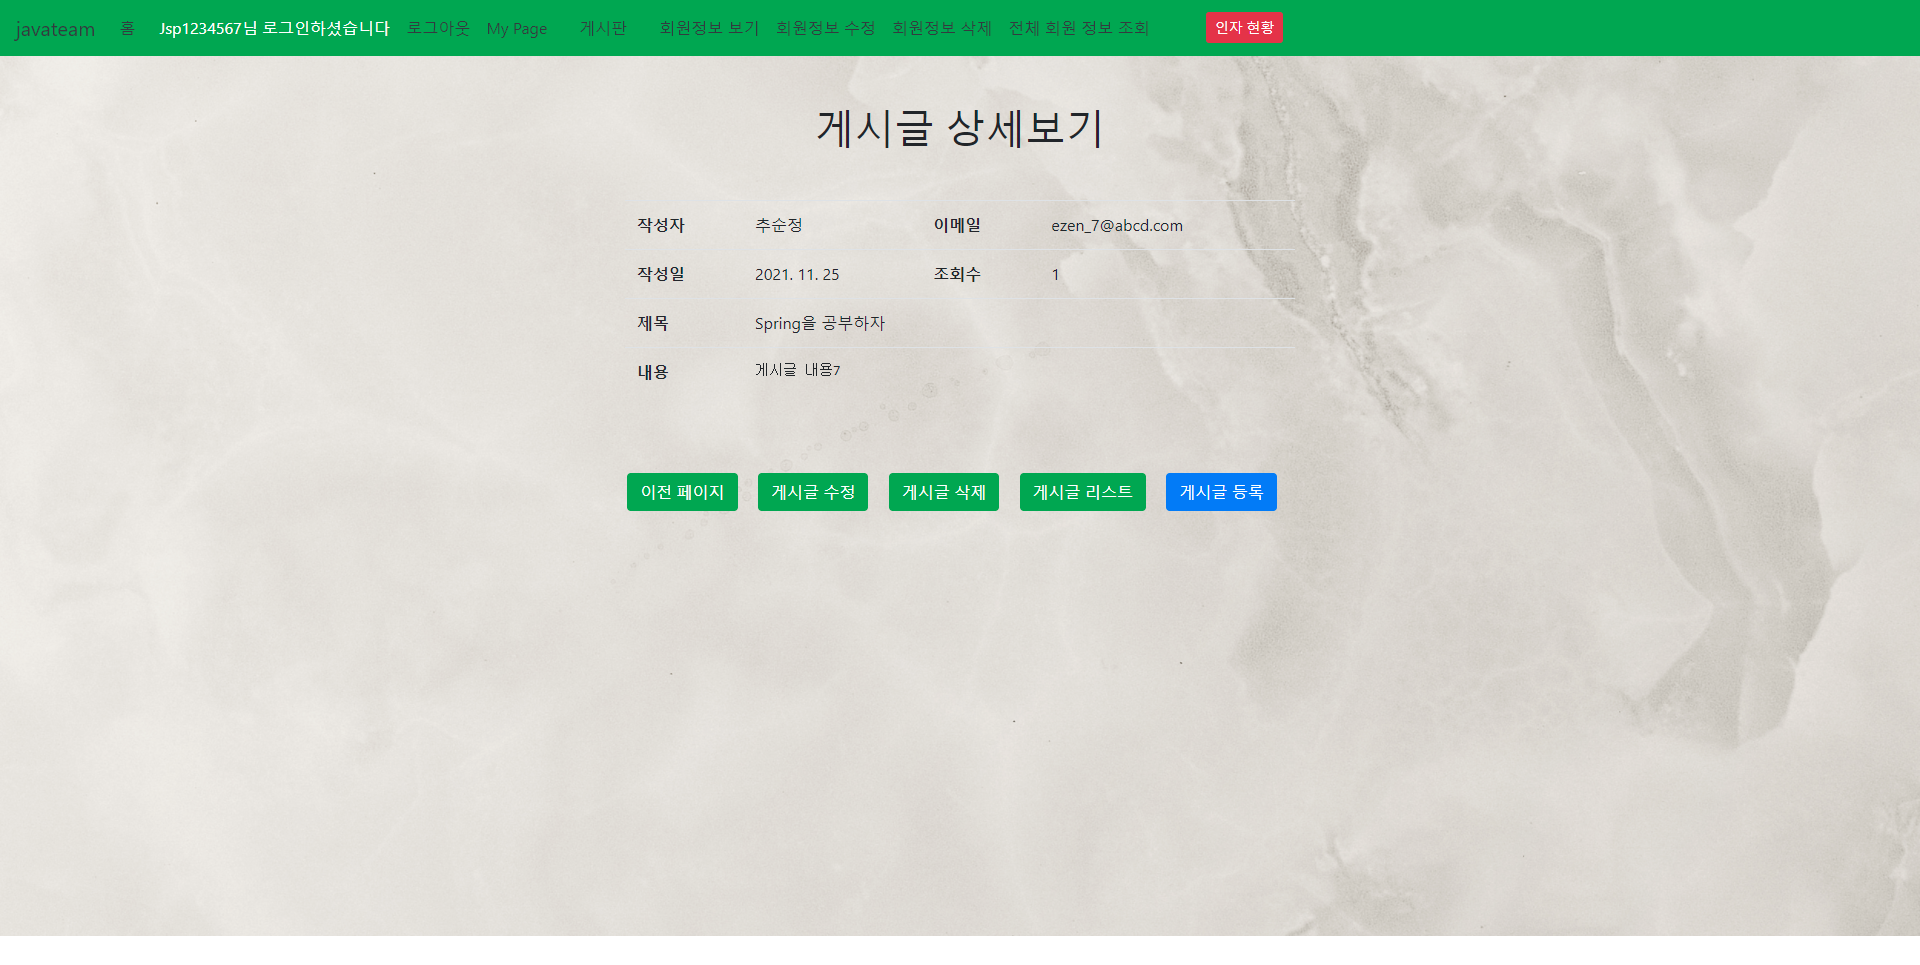 javateam 홈 Jsp1234567님 로그인하셨습니다 로그아웃 My Page 게시판 회원정보 보기 회원정보 수정 회원정보 삭제 전체 회원 정보 조회 인자 현황
게시글 상세보기
작성자 추순정 이메일 ezen_7@abcd.com
작성일 2021. 11. 25 조회수 1
제목 Spring을 공부하자
내용 게시글 내용7
이전 페이지 게시글 수정 게시글 삭제 게시글 리스트 게시글 등록